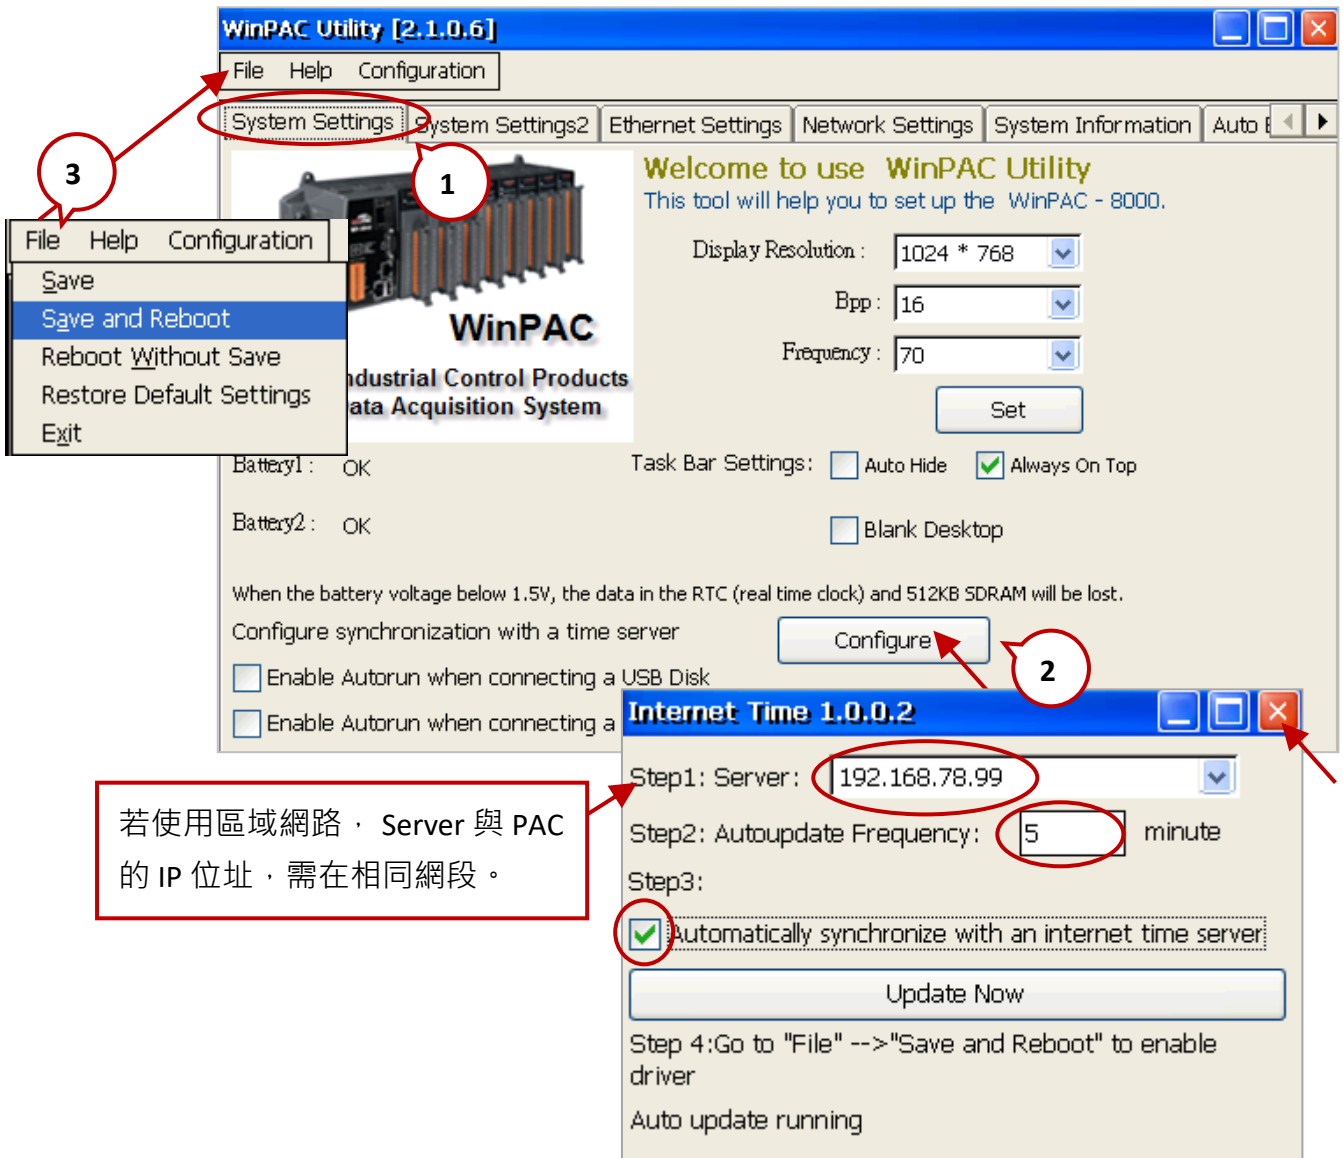 WinPAC Utility [2.1.0.6]
File Help Configuration
System Settings System Settings2 Ethernet Settings Network Settings System Information Auto
3
1
Welcome to use WinPAC Utility
This tool will help you to set up the WinPAC - 8000.
File Help Configuration
Save
Save and Reboot
Reboot Without Save
Restore Default Settings
Exit
Display Resolution : 1024 * 768
Bpp : 16
Frequency : 70
Set
WinPAC
ndustrial Control Products
ata Acquisition System
Battery1 : OK
Task Bar Settings: Auto Hide Always On Top
Battery2 : OK
Blank Desktop
When the battery voltage below 1.5V, the data in the RTC (real time clock) and 512KB SDRAM will be lost.
Configure synchronization with a time server Configure
2
Enable Autorun when connecting a USB Disk
Enable Autorun when connecting a
Internet Time 1.0.0.2
Step1: Server: 192.168.78.99
Step2: Autoupdate Frequency: 5 minute
Step3:
Automatically synchronize with an internet time server
Update Now
Step 4:Go to "File" -->"Save and Reboot" to enable
driver
Auto update running
若使用區域網路， Server 與 PAC
的 IP 位址，需在相同網段。